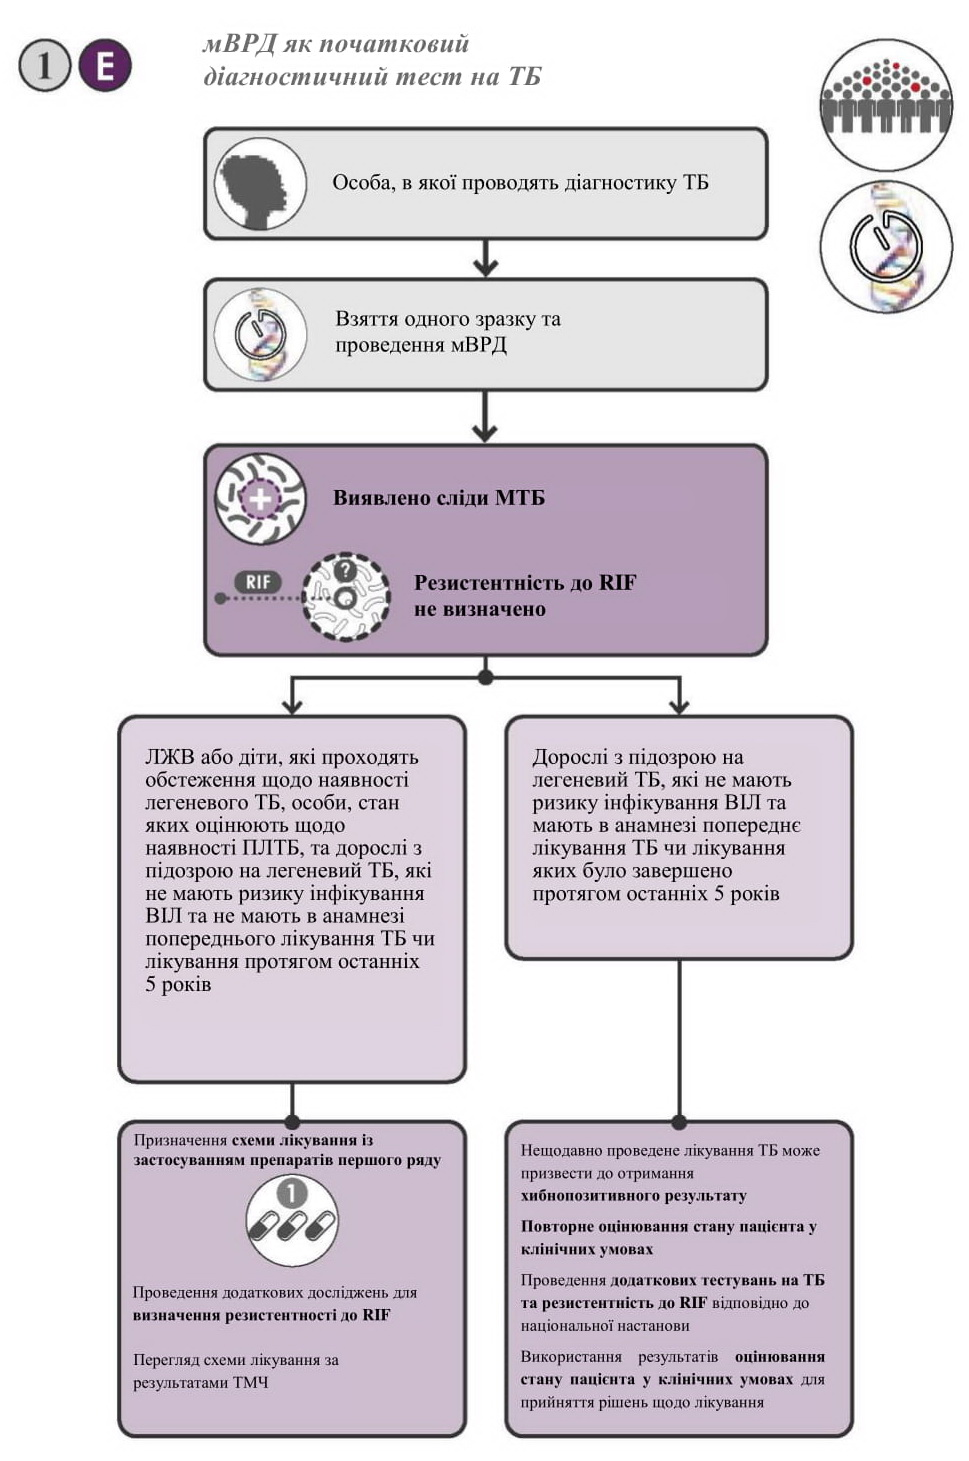 1 E
мВРД як початковий
діагностичний тест на ТБ
Особа, в якої проводять діагностику ТБ
Взяття одного зразку та
проведення мВРД
Виявлено сліди МТБ
RIF
?
Резистентність до RIF
не визначено
ЛЖВ або діти, які проходять
обстеження щодо наявності
легеневого ТБ, особи, стан
яких оцінюють щодо
наявності ПЛТБ, та дорослі з
підозрою на легеневий ТБ, які
не мають ризику інфікування
ВІЛ та не мають в анамнезі
попереднього лікування ТБ чи
лікування протягом останніх
5 років
Дорослі з підозрою на
легеневий ТБ, які не мають
ризику інфікування ВІЛ та
мають в анамнезі попереднє
лікування ТБ чи лікування
яких було завершено
протягом останніх 5 років
Призначення схеми лікування із
застосуванням препаратів першого ряду
1
Проведення додаткових досліджень для
визначення резистентності до RIF
Перегляд схеми лікування за
результатами ТМЧ
Нещодавно проведене лікування ТБ може
призвести до отримання
хибнопозитивного результату
Повторне оцінювання стану пацієнта у
клінічних умовах
Проведення додаткових тестувань на ТБ
та резистентність до RIF відповідно до
національної настанови
Використання результатів оцінювання
стану пацієнта у клінічних умовах для
прийняття рішень щодо лікування